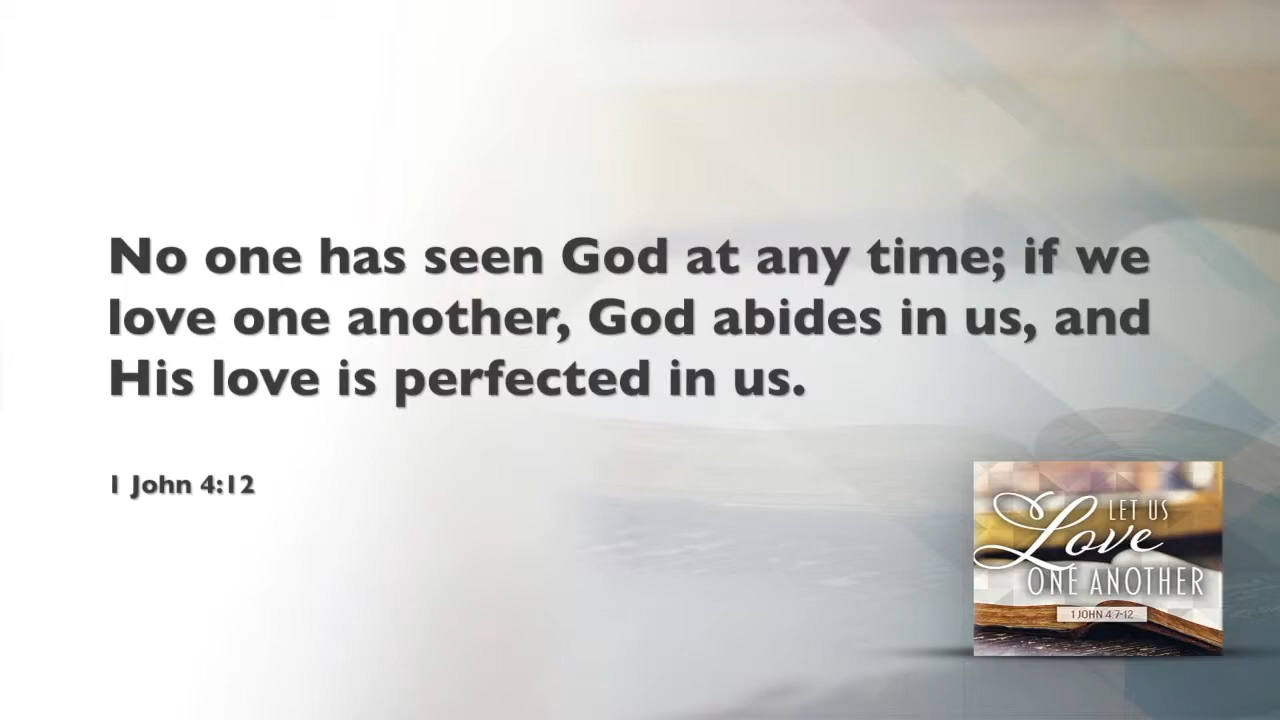 No one has seen God at any time; if we
love one another, God abides in us, and
His love is perfected in us.
1 John 4:12
LET US
Love
ONE ANOTHER
1 JOHN 4:7-12